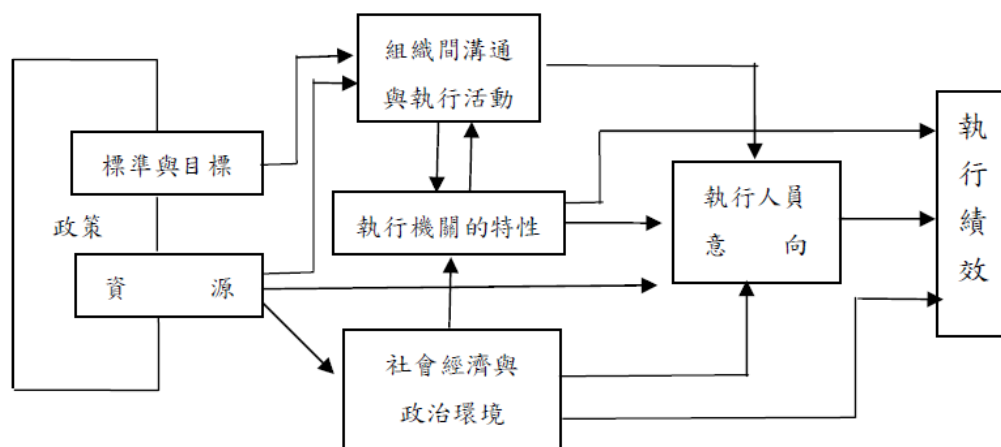 組織間溝通
與執行活動
標準與目標
政策
資源
執行機關的特性
執行人員
意向
社會經濟與
政治環境
執行績效